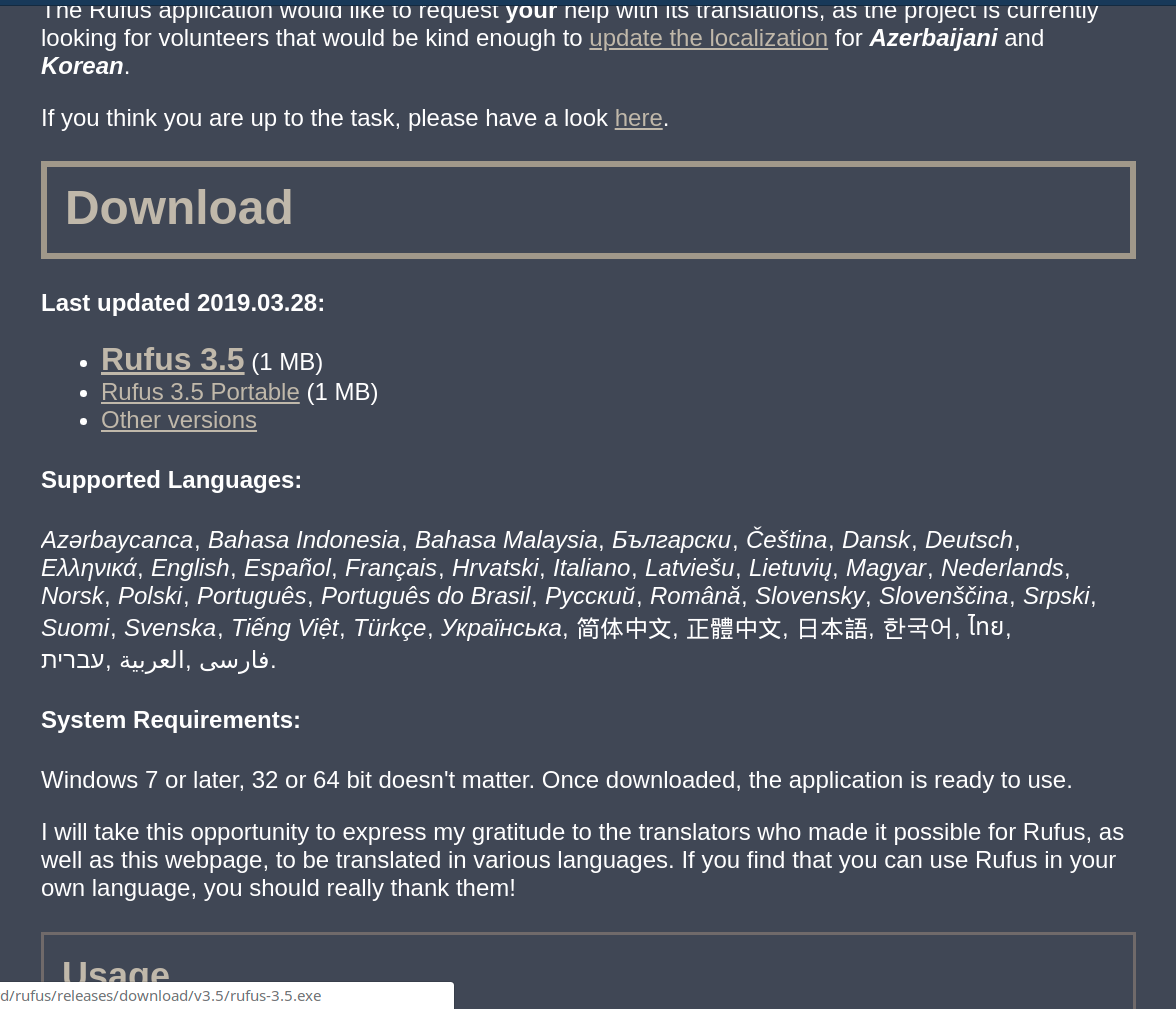 The Rufus application would like to request your help with its translations, as the project is currently
looking for volunteers that would be kind enough to update the localization for Azerbaijani and
Korean.
If you think you are up to the task, please have a look here.
Download
Last updated 2019.03.28:
• Rufus 3.5 (1 MB)
• Rufus 3.5 Portable (1 MB)
• Other versions
Supported Languages:
Azərbaycanca, Bahasa Indonesia, Bahasa Malaysia, Български, Čeština, Dansk, Deutsch,
Ελληνικά, English, Español, Français, Hrvatski, Italiano, Latviešu, Lietuvių, Magyar, Nederlands,
Norsk, Polski, Português, Português do Brasil, Русский, Română, Slovensky, Slovenščina, Srpski,
Suomi, Svenska, Tiếng Việt, Türkçe, Українська, 简体中文, 正體中文, 日本語, 한국어, ไทย,
עברית, العربية, فارسی.
System Requirements:
Windows 7 or later, 32 or 64 bit doesn't matter. Once downloaded, the application is ready to use.
I will take this opportunity to express my gratitude to the translators who made it possible for Rufus, as
well as this webpage, to be translated in various languages. If you find that you can use Rufus in your
own language, you should really thank them!
Usage
d/rufus/releases/download/v3.5/rufus-3.5.exe